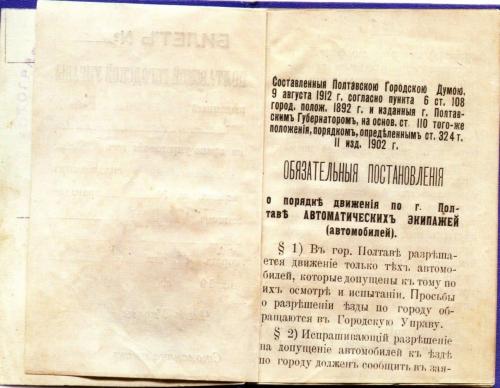 БИЛЕТЪ №
Составленныя Полтавскою Городскою Думою,
9 августа 1912 г. согласно пункта 6 ст. 108
город. полож. 1892 г. и изданныя г. Полтав-
скимъ Губернаторомъ, на основ. ст. 110 того-же
положенія, порядкомъ, опредѣленнымъ ст. 324 т.
II изд. 1902 г.
ОБЯЗАТЕЛЬНЫЯ ПОСТАНОВЛЕНІЯ
о порядкѣ движенія по г. Пол-
тавѣ АВТОМАТИЧЕСКИХЪ ЭКИПАЖЕЙ
(автомобилей).
§ 1) Въ гор. Полтавѣ разрѣша-
ется движеніе только тѣхъ автомо-
билей, которые допущены къ тому по
ихъ осмотрѣ и испытаніи. Просьбы
о разрѣшеніи ѣзды по городу об-
ращаются въ Городскую Управу.
§ 2) Испрашивающій разрѣшеніе
на допущеніе автомобилей къ ѣздѣ
по городу долженъ сообщить въ зая-